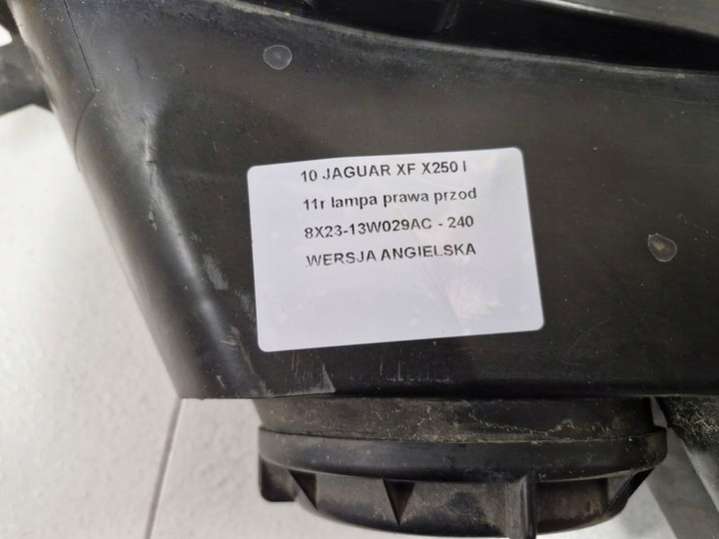 10 JAGUAR XF X250 I
11r lampa prawa przod
8X23-13W029AC - 240
WERSJA ANGIELSKA